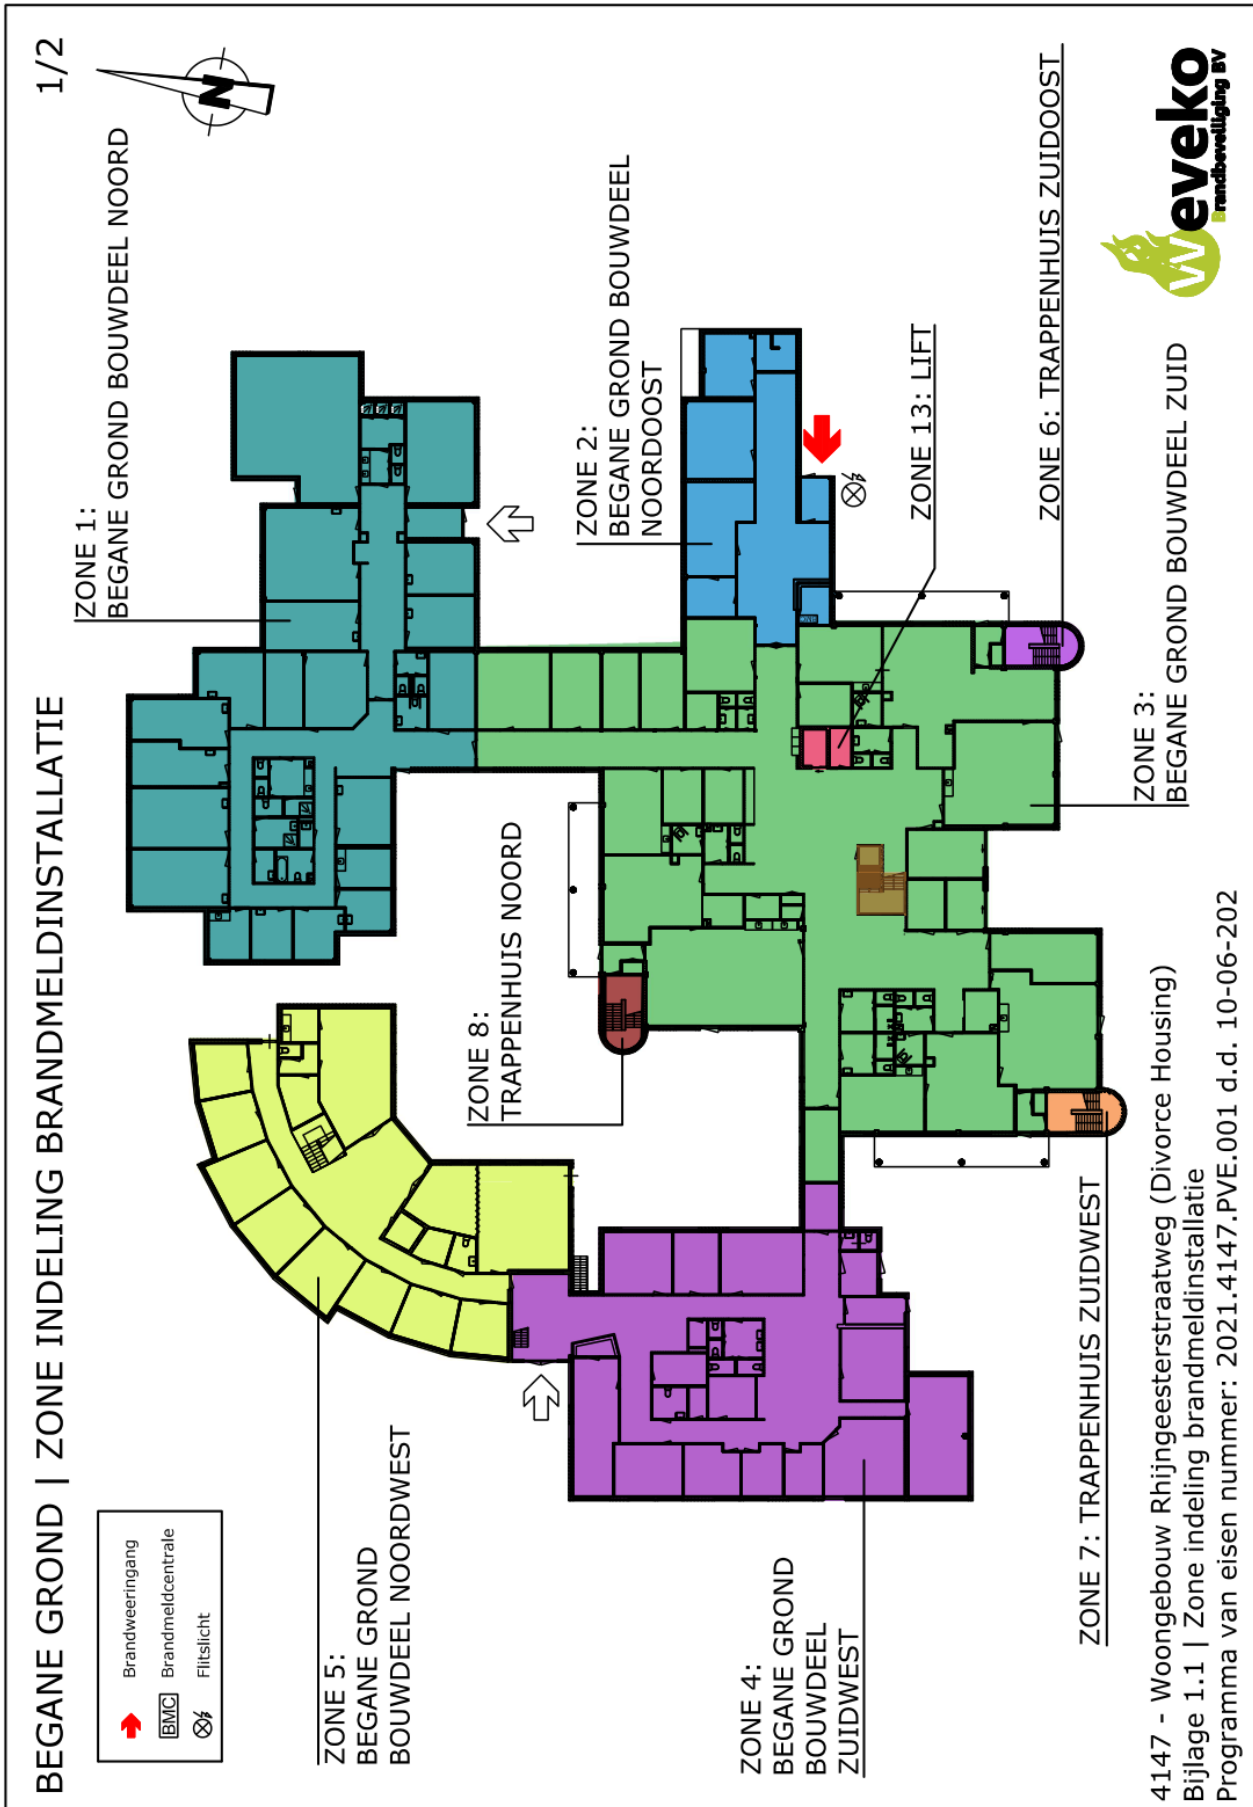 BEGANE GROND | ZONE INDELING BRANDMELDINSTALLATIE
1/2
N
Brandweeringang
BMC Brandmeldcentrale
Flitslicht
ZONE 1:
BEGANE GROND BOUWDEEL NOORD
ZONE 5:
BEGANE GROND
BOUWDEEL NOORDWEST
ZONE 8:
TRAPPENHUIS NOORD
ZONE 2:
BEGANE GROND BOUWDEEL
NOORDOOST
ZONE 4:
BEGANE GROND
BOUWDEEL
ZUIDWEST
ZONE 13: LIFT
ZONE 6: TRAPPENHUIS ZUIDOOST
ZONE 7: TRAPPENHUIS ZUIDWEST
ZONE 3:
BEGANE GROND BOUWDEEL ZUID
4147 - Woongebouw Rhijngeesterstraatweg (Divorce Housing)
Bijlage 1.1 | Zone indeling brandmeldinstallatie
Programma van eisen nummer: 2021.4147.PVE.001 d.d. 10-06-202
Weveko
Brandbeveiliging BV